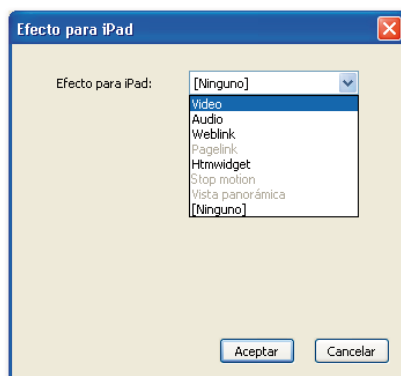 Efecto para iPad
Efecto para iPad: [Ninguno]
Video
Audio
Weblink
Pagelink
Htmwidget
Stop motion
Vista panorámica
[Ninguno]
Aceptar Cancelar